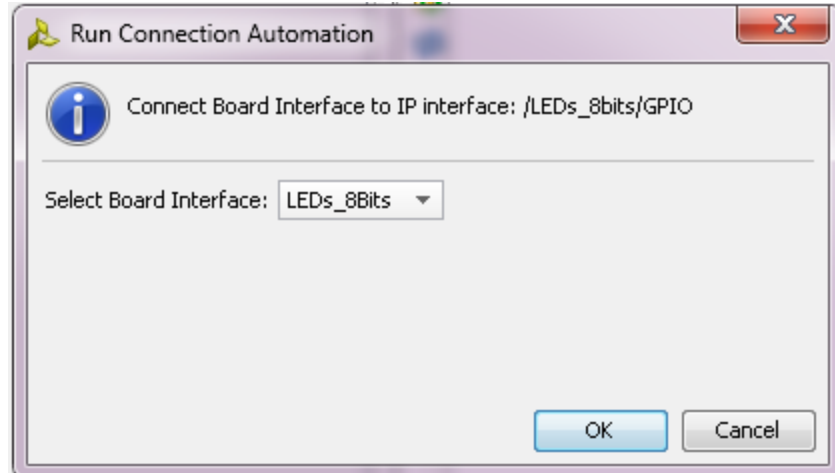 Run Connection Automation
Connect Board Interface to IP interface: /LEDs_8bits/GPIO
Select Board Interface: LEDs_8Bits
OK Cancel